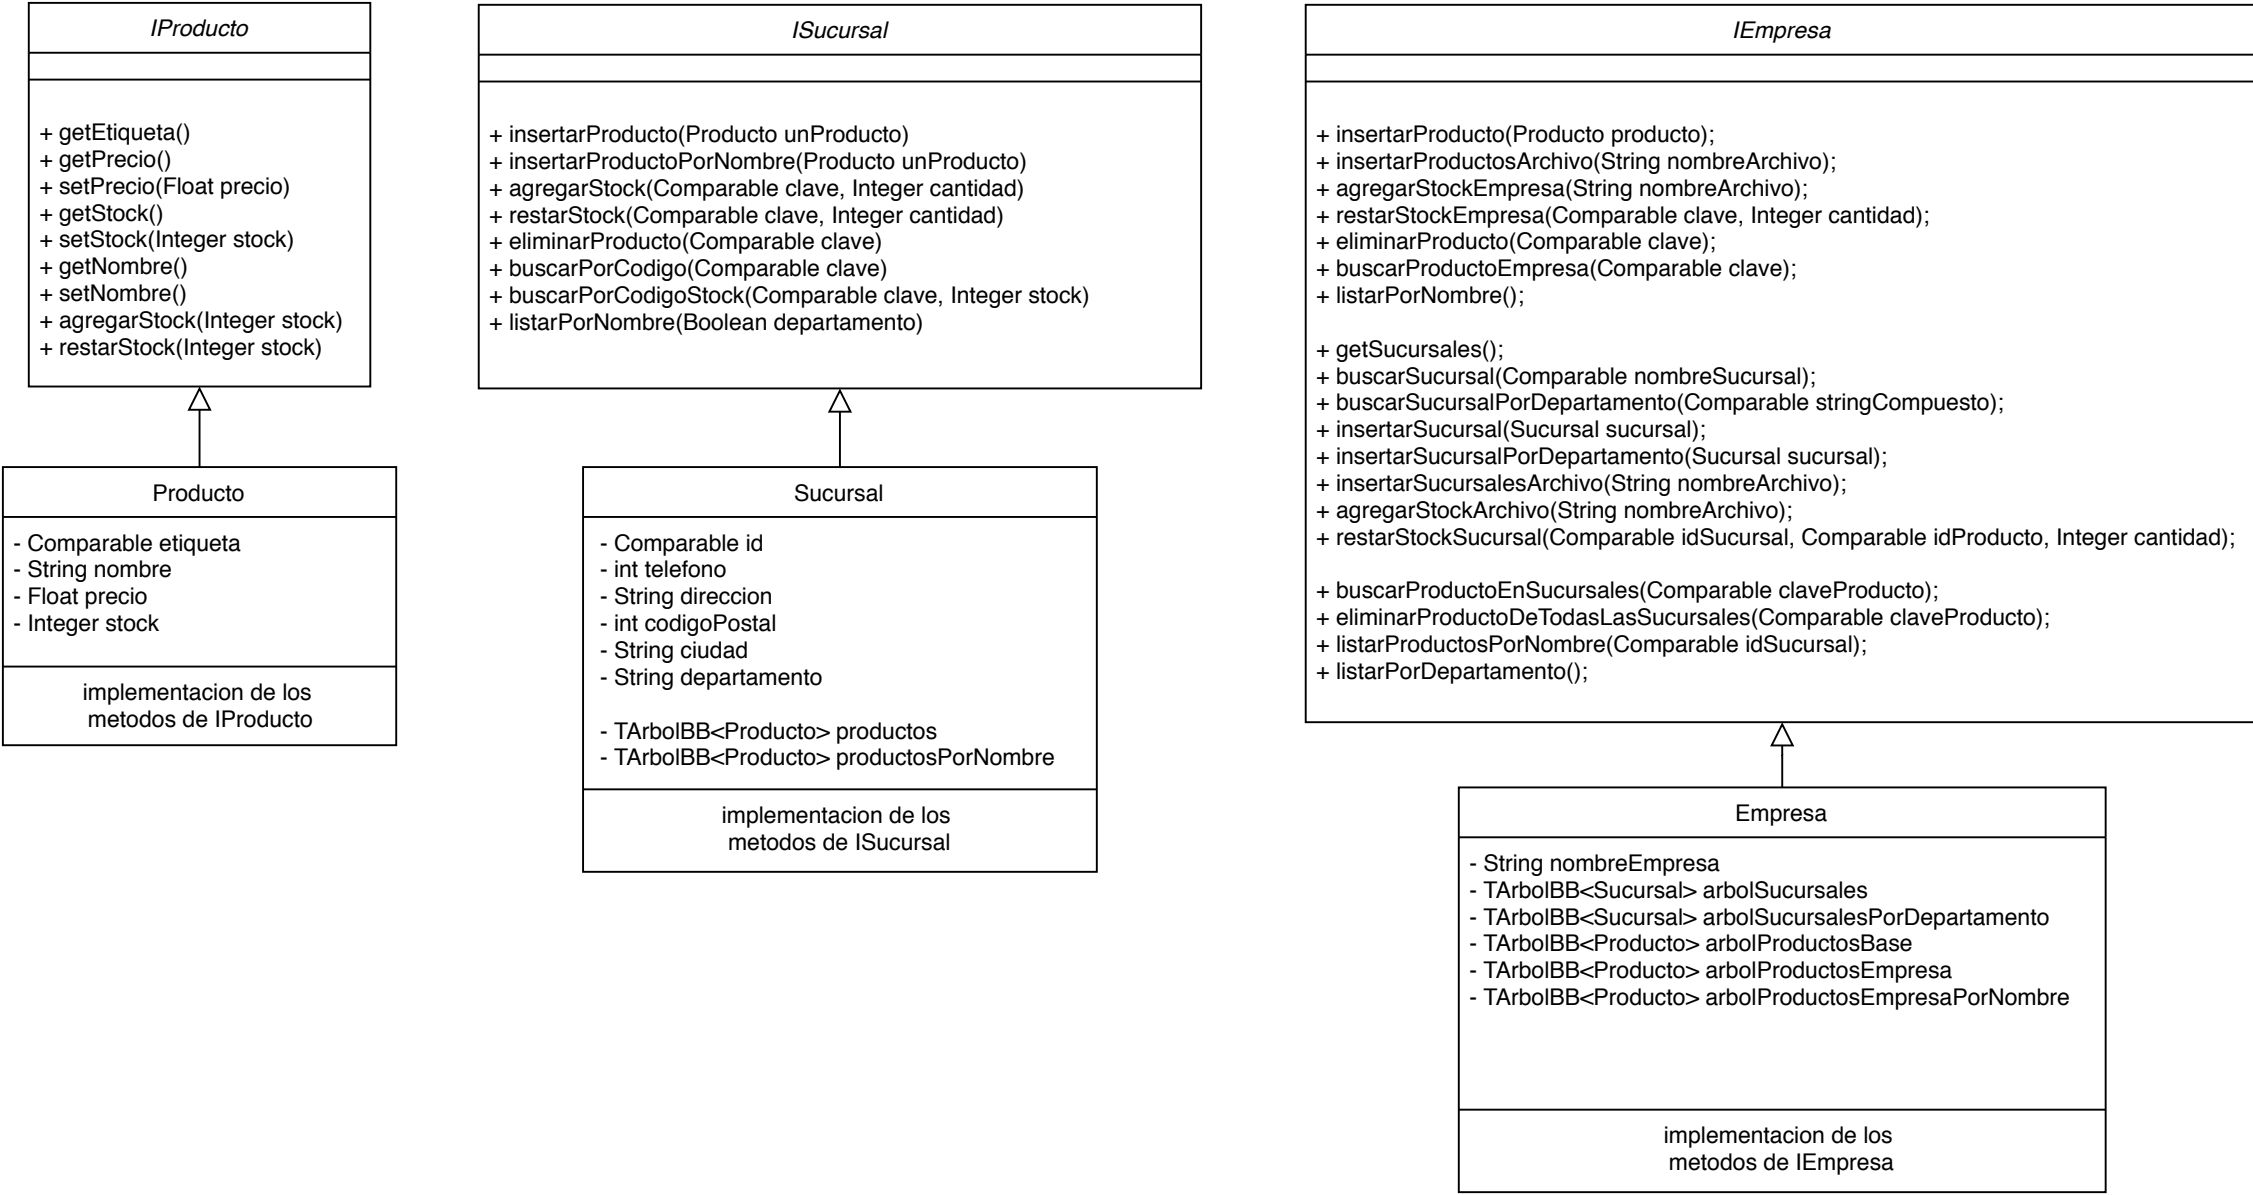 IProducto
+ getEtiqueta()
+ getPrecio()
+ setPrecio(Float precio)
+ getStock()
+ setStock(Integer stock)
+ getNombre()
+ setNombre()
+ agregarStock(Integer stock)
+ restarStock(Integer stock)
Producto
- Comparable etiqueta
- String nombre
- Float precio
- Integer stock
implementacion de los
metodos de IProducto
ISucursal
+ insertarProducto(Producto unProducto)
+ insertarProductoPorNombre(Producto unProducto)
+ agregarStock(Comparable clave, Integer cantidad)
+ restarStock(Comparable clave, Integer cantidad)
+ eliminarProducto(Comparable clave)
+ buscarPorCodigo(Comparable clave)
+ buscarPorCodigoStock(Comparable clave, Integer stock)
+ listarPorNombre(Boolean departamento)
Sucursal
- Comparable id
- int telefono
- String direccion
- int codigoPostal
- String ciudad
- String departamento
- TArbolBB<Producto> productos
- TArbolBB<Producto> productosPorNombre
implementacion de los
metodos de ISucursal
IEmpresa
+ insertarProducto(Producto producto);
+ insertarProductosArchivo(String nombreArchivo);
+ agregarStockEmpresa(String nombreArchivo);
+ restarStockEmpresa(Comparable clave, Integer cantidad);
+ eliminarProducto(Comparable clave);
+ buscarProductoEmpresa(Comparable clave);
+ listarPorNombre();
+ getSucursales();
+ buscarSucursal(Comparable nombreSucursal);
+ buscarSucursalPorDepartamento(Comparable stringCompuesto);
+ insertarSucursal(Sucursal sucursal);
+ insertarSucursalPorDepartamento(Sucursal sucursal);
+ insertarSucursalesArchivo(String nombreArchivo);
+ agregarStockArchivo(String nombreArchivo);
+ restarStockSucursal(Comparable idSucursal, Comparable idProducto, Integer cantidad);
+ buscarProductoEnSucursales(Comparable claveProducto);
+ eliminarProductoDeTodasLasSucursales(Comparable claveProducto);
+ listarProductosPorNombre(Comparable idSucursal);
+ listarPorDepartamento();
Empresa
- String nombreEmpresa
- TArbolBB<Sucursal> arbolSucursales
- TArbolBB<Sucursal> arbolSucursalesPorDepartamento
- TArbolBB<Producto> arbolProductosBase
- TArbolBB<Producto> arbolProductosEmpresa
- TArbolBB<Producto> arbolProductosEmpresaPorNombre
implementacion de los
metodos de IEmpresa